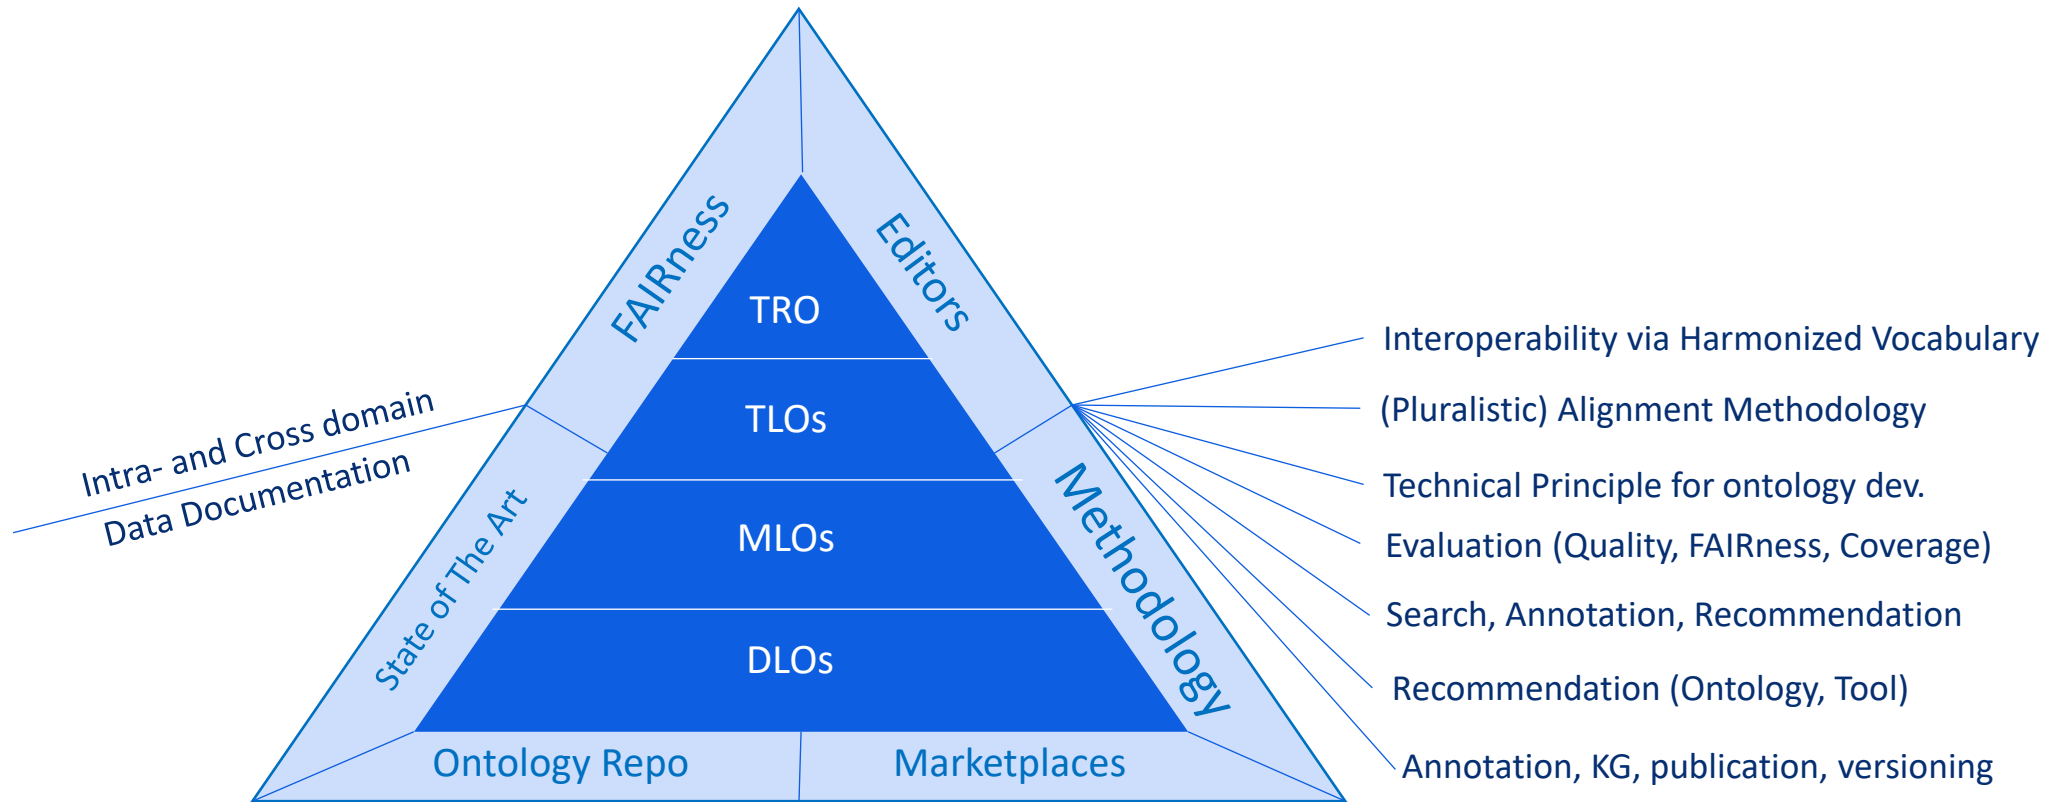 FAIRness
Editors
TRO
TLOs
MLOs
DLOs
Intra- and Cross domain
Data Documentation
State of The Art
Methodology
Ontology Repo
Marketplaces
Interoperability via Harmonized Vocabulary
(Pluralistic) Alignment Methodology
Technical Principle for ontology dev.
Evaluation (Quality, FAIRness, Coverage)
Search, Annotation, Recommendation
Recommendation (Ontology, Tool)
Annotation, KG, publication, versioning